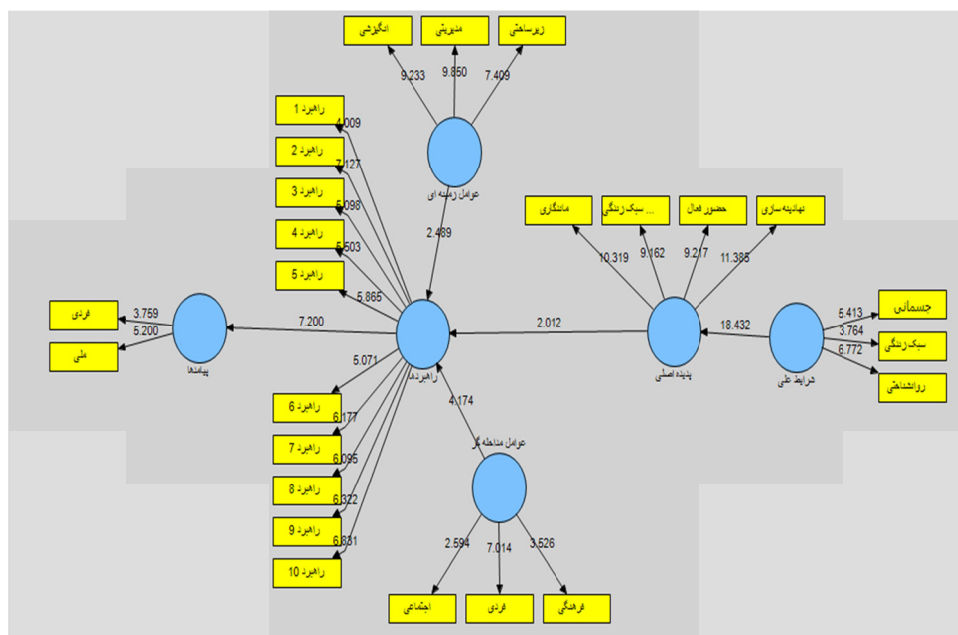 انگیزشی
مدیریتی
زیرساختی
9.233
9.850
7.409
عوامل زمینه ای
2.489
راهبرد 1
راهبرد 2
راهبرد 3
راهبرد 4
راهبرد 5
4.009
7.127
5.098
5.503
5.865
ماندگاری
سبک زندگی ...
حضور فعال
نهادینه سازی
10.319
9.162
9.217
11.385
فردی
ملی
3.759
5.200
پیامدها
7.200
راهبردها
2.012
پدیده اصلی
18.432
شرایط علی
جسمانی
سبک زندگی
روانشناختی
3.764
6.772
راهبرد 6
راهبرد 7
راهبرد 8
راهبرد 9
راهبرد 10
5.071
6.177
6.095
6.322
6.831
4.174
عوامل مداخله گر
2.594
7.014
3.526
اجتماعی
فردی
فرهنگی